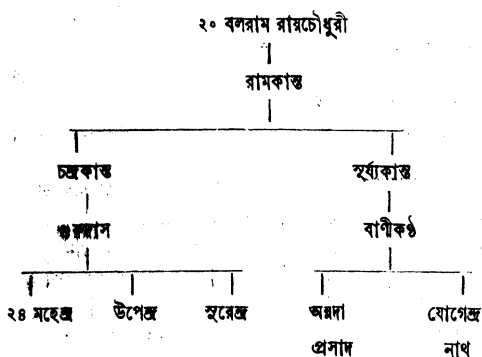 ২০ বলরাম রায়চৌধুরী
রামকান্ত
চন্দ্রকান্ত সূর্য্যকান্ত
গুরুদাস বাণীকণ্ঠ
২৪ মহেন্দ্র উপেন্দ্র সুরেন্দ্র অন্নদা যোগেন্দ্র
প্রসাদ নাথ